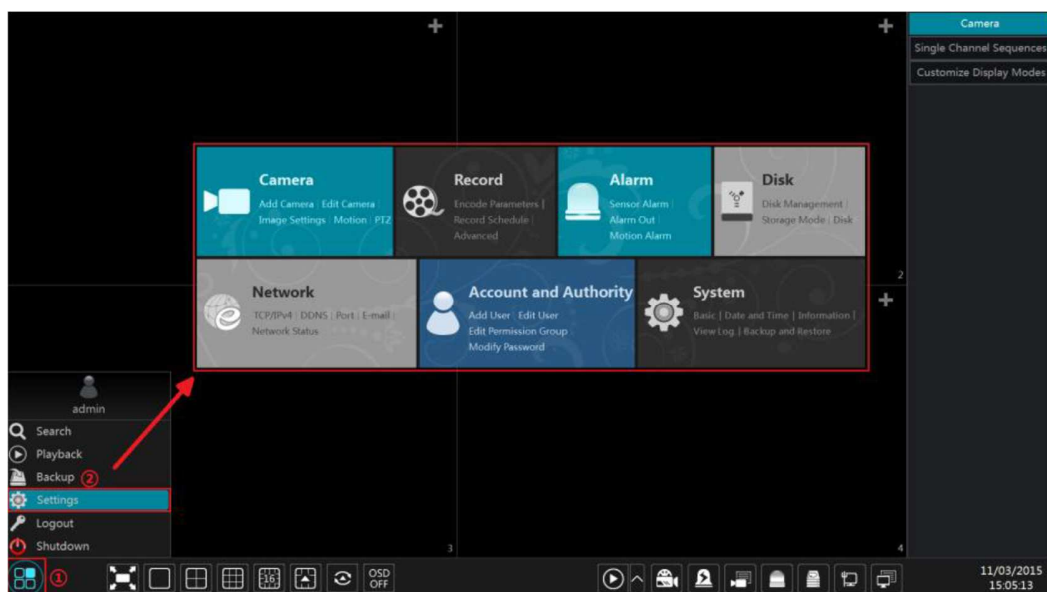 Camera
Single Channel Sequences
Customize Display Modes
Camera
Add Camera | Edit Camera
Image Settings | Motion | PTZ
Record
Encode Parameters |
Record Schedule |
Advanced
Alarm
Sensor Alarm |
Alarm Out |
Motion Alarm
Disk
Disk Management |
Storage Mode | Disk
2
Network
TCP/IPv4 | DDNS | Port | E-mail |
Network Status
Account and Authority
Add User | Edit User
Edit Permission Group
Modify Password
System
Basic | Date and Time | Information |
View Log | Backup and Restore
admin
Search
Playback
Backup ②
Settings
Logout
Shutdown
3
4
①
16
OSD
OFF
11/03/2015
15:05:13